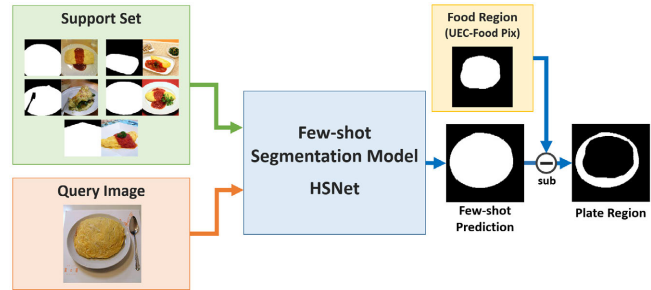 Support Set
Query Image
Few-shot
Segmentation Model
HSNet
Food Region
(UEC-Food Pix)
Few-shot
Prediction
sub
Plate Region